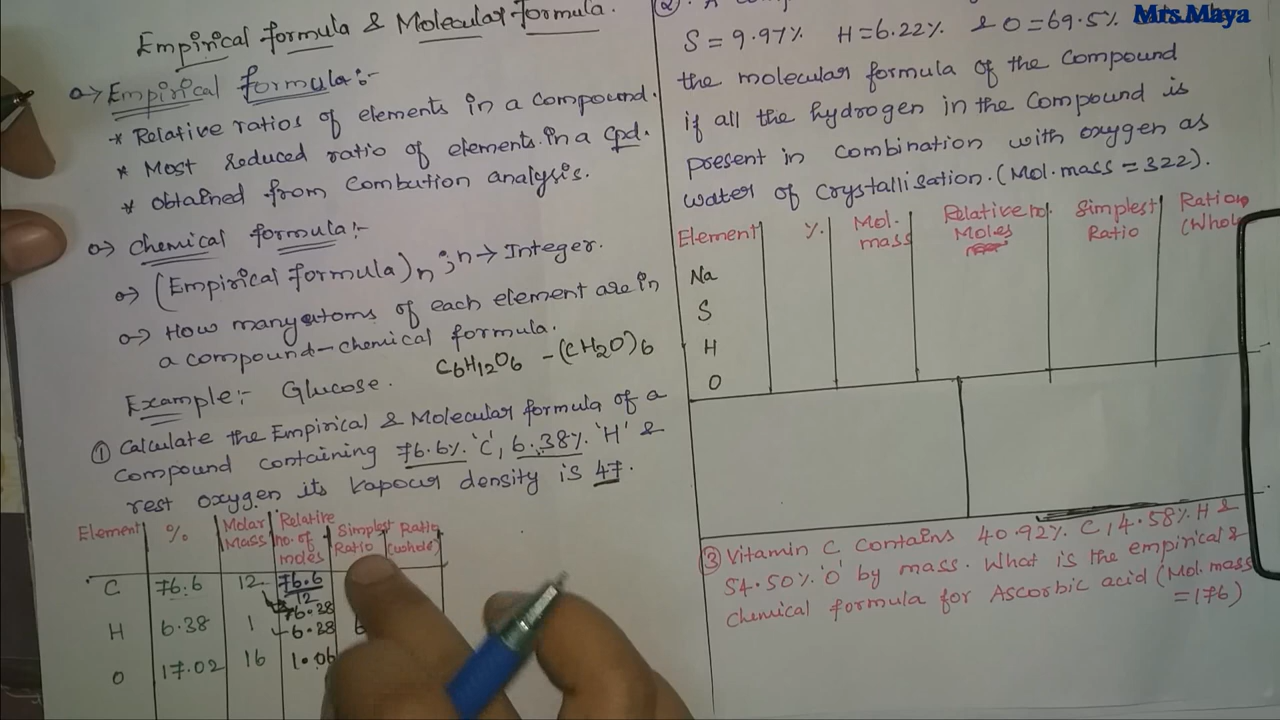 Empirical formula & Molecular formula.
Empirical formula:-
* Relative ratios of elements in a compound.
* Most reduced ratio of elements in a cpd.
* obtained from Combution analysis.
Chemical formula:-
(Empirical formula)n ; n→ Integer.
How many atoms of each element are in
a compound-chemical formula.
Example:- Glucose. C6H12O6 - (CH2O)6
① Calculate the Empirical & Molecular formula of a
Compound containing 76.6% 'C', 6.38% 'H' &
rest oxygen its vapour density is 47.
Element % Molar Mass Relative no. of moles Simplest Ratio Ratio (whole)
C 76.6 12 76.6
12
H 6.38 1 6.38
O 17.02 16 1.06
Mrs.Maya
②.
S = 9.97% H = 6.22% & O = 69.5%
the molecular formula of the Compound
if all the hydrogen in the Compound is
present in combination with oxygen as
water of crystallisation. (Mol. mass = 322).
Element %. Mol. mass Relative no. Moles Simplest Ratio Ratio
Na
S
H
O
③ Vitamin C contains 40.92% C, 4.58% H &
54.50% 'O' by mass. What is the empirical &
chemical formula for Ascorbic acid (Mol. mass
=176)